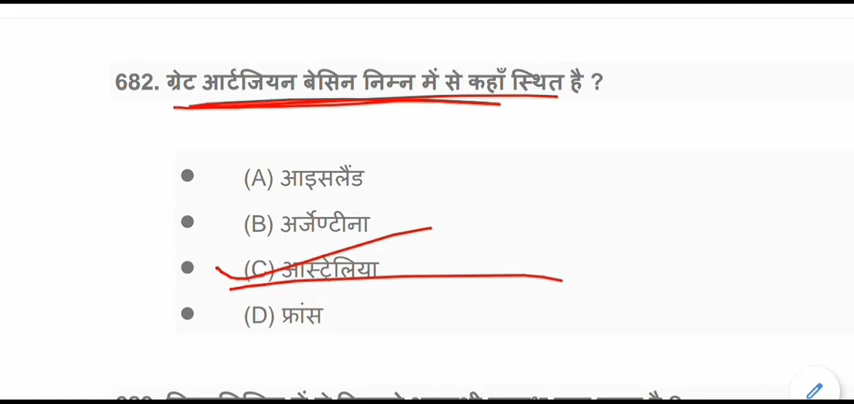 682. ग्रेट आर्टजियन बेसिन निम्न में से कहाँ स्थित है ?
(A) आइसलैंड
(B) अर्जेण्टीना
(C) आस्टेलिया
(D) फ्रांस